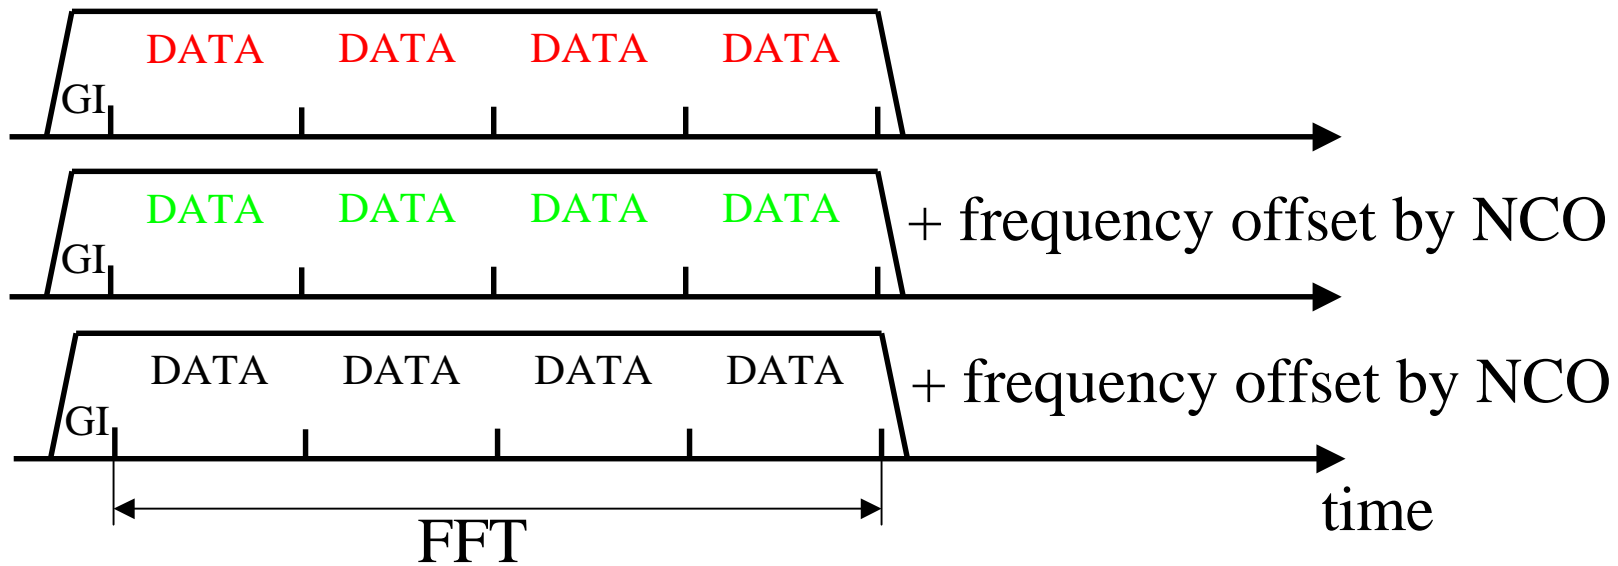 DATA DATA DATA DATA
GI
DATA DATA DATA DATA
+ frequency offset by NCO
GI
DATA DATA DATA DATA
+ frequency offset by NCO
GI
time
FFT